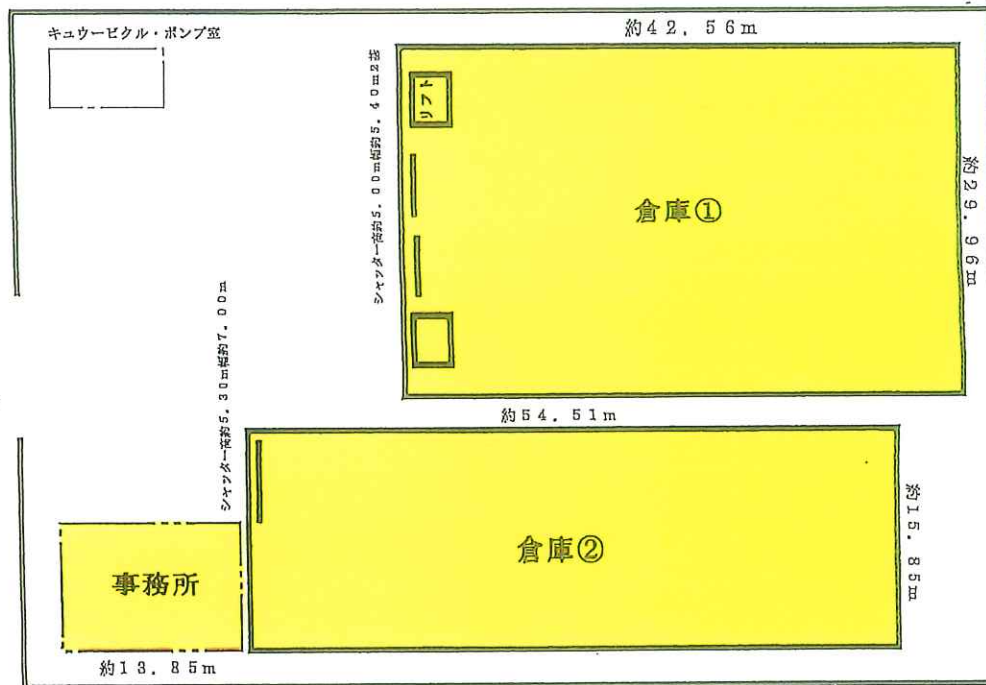 キュウービクル・ポンプ室
約42.56m
シャッター高約5.00m幅約5.40m2基
リフト
倉庫①
約29.96m
シャッター高約5.30m幅約7.00m
約54.51m
倉庫②
約15.85m
事務所
約13.85m